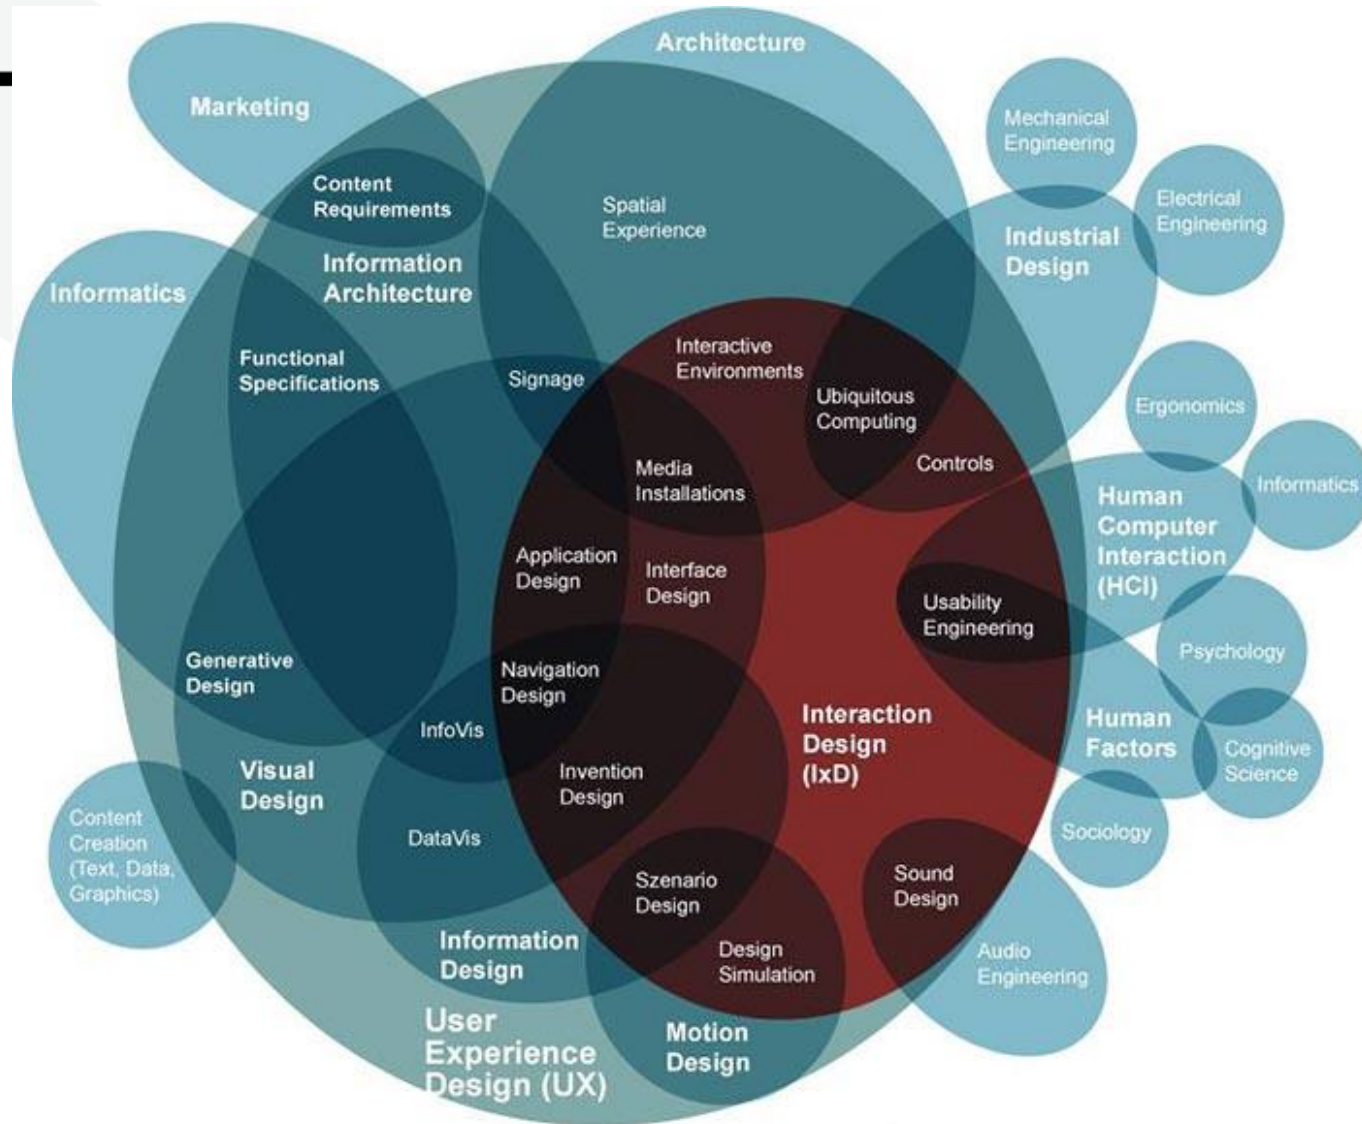 Architecture
Marketing
Mechanical
Engineering
Content
Requirements
Spatial
Experience
Electrical
Engineering
Industrial
Design
Information
Architecture
Informatics
Functional
Specifications
Signage
Interactive
Environments
Ubiquitous
Computing
Ergonomics
Controls
Media
Installations
Human
Computer
Interaction
(HCI)
Informatics
Application
Design
Interface
Design
Usability
Engineering
Generative
Design
Navigation
Design
Psychology
InfoVis
Interaction
Design
(IxD)
Human
Factors
Cognitive
Science
Visual
Design
Invention
Design
Content
Creation
(Text, Data,
Graphics)
DataVis
Sociology
Szenario
Design
Sound
Design
Information
Design
Design
Simulation
Audio
Engineering
User
Experience
Design (UX)
Motion
Design